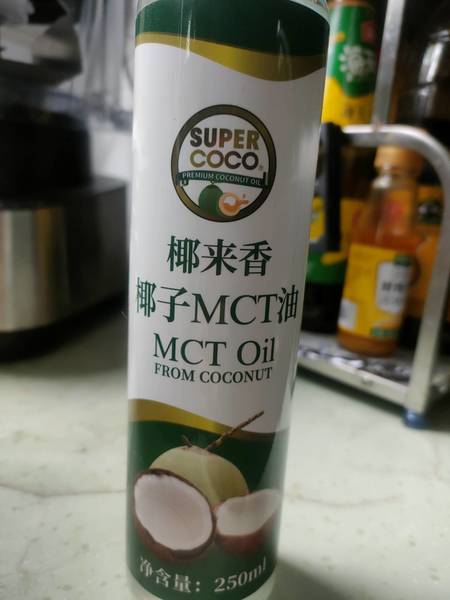 SUPER
COCO®
PREMIUM COCONUT OIL
椰来香
椰子MCT油
MCT Oil
FROM COCONUT
净含量：250ml